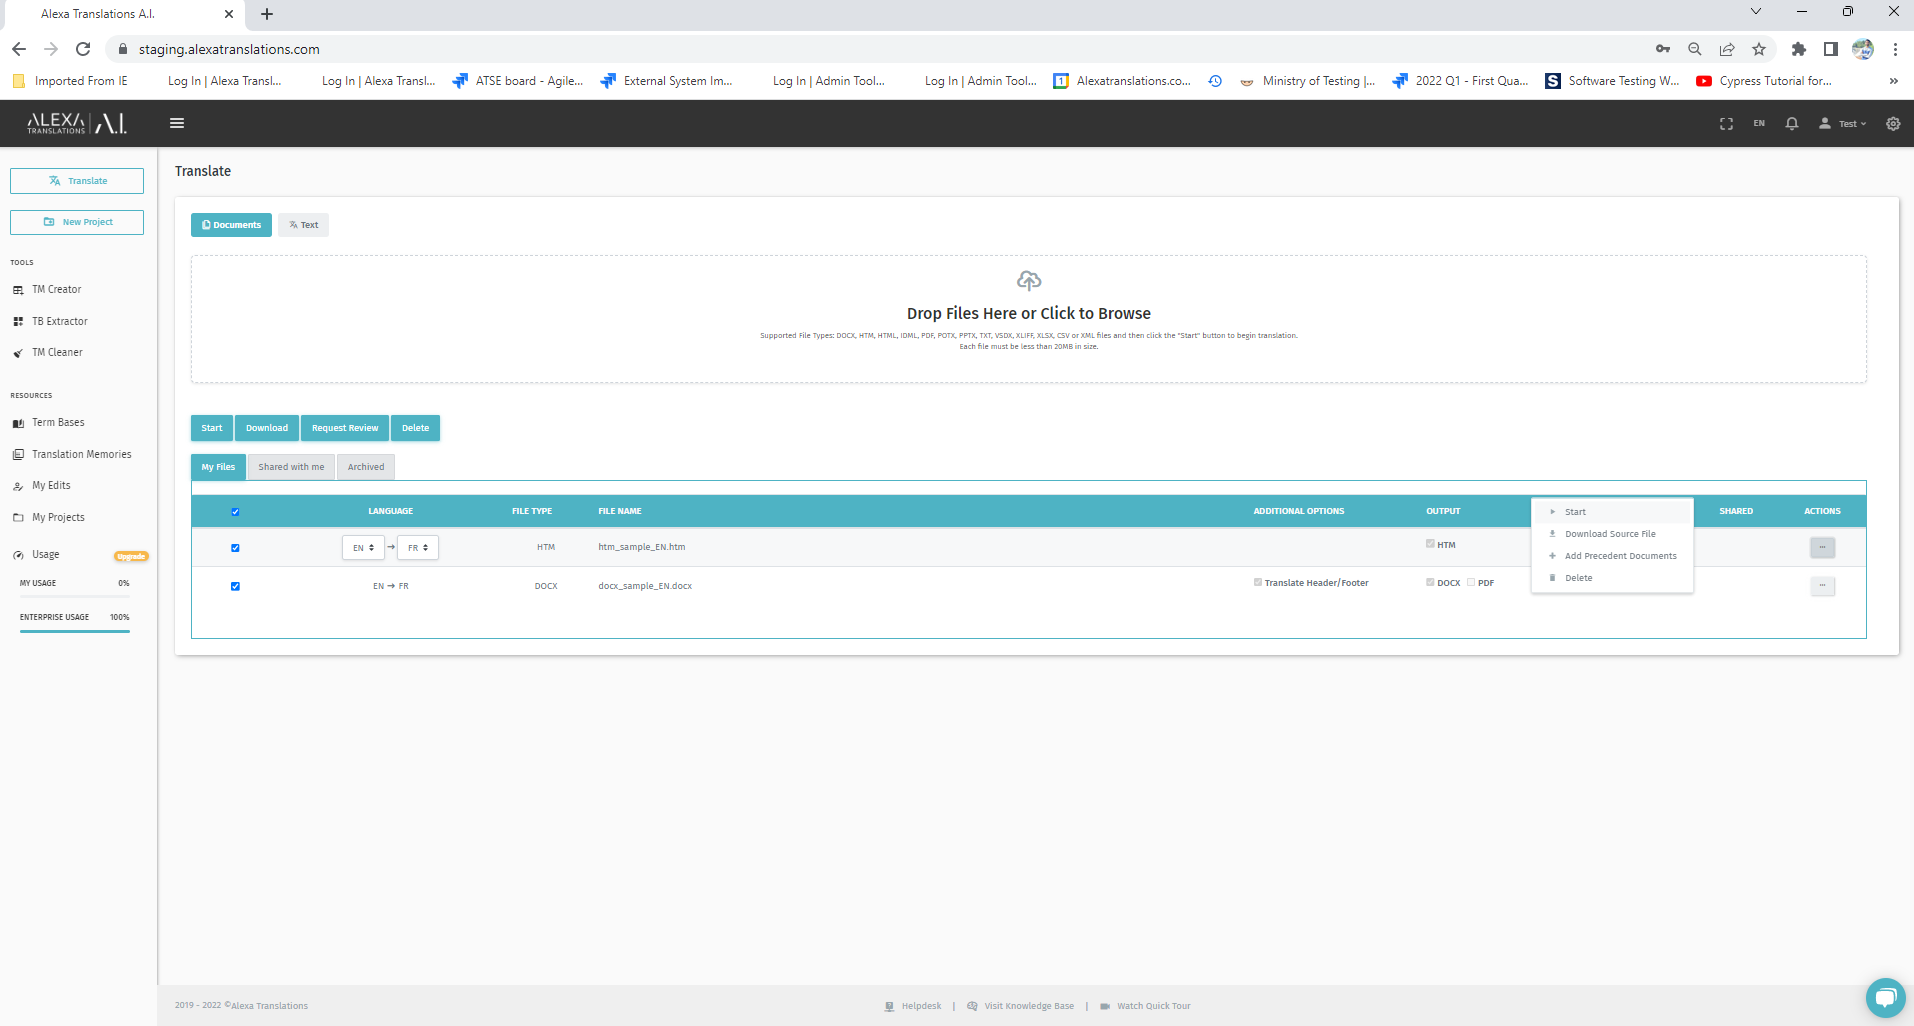 Alexa Translations A.I.
staging.alexatranslations.com
Imported From IE
Log In | Alexa Transl...
Log In | Alexa Transl...
ATSE board - Agile...
External System Im...
Log In | Admin Tool...
Log In | Admin Tool...
Alexatranslations.co...
Ministry of Testing |...
2022 Q1 - First Qua...
Software Testing W...
Cypress Tutorial for...
ALEXA TRANSLATIONS A.I.
EN
Test
Translate
New Project
TOOLS
TM Creator
TB Extractor
TM Cleaner
RESOURCES
Term Bases
Translation Memories
My Edits
My Projects
Usage Upgrade
MY USAGE 0%
ENTERPRISE USAGE 100%
Translate
Documents Text
Drop Files Here or Click to Browse
Supported File Types: DOCX, HTM, HTML, IDML, PDF, POTX, PPTX, TXT, VSDX, XLIFF, XLSX, CSV or XML files and then click the "Start" button to begin translation.
Each file must be less than 20MB in size.
Start Download Request Review Delete
My Files Shared with me Archived
LANGUAGE FILE TYPE FILE NAME ADDITIONAL OPTIONS OUTPUT SHARED ACTIONS
EN → FR HTM htm_sample_EN.htm HTM ...
EN → FR DOCX docx_sample_EN.docx Translate Header/Footer DOCX PDF ...
Start
Download Source File
Add Precedent Documents
Delete
2019 - 2022 ©Alexa Translations
Helpdesk | Visit Knowledge Base | Watch Quick Tour